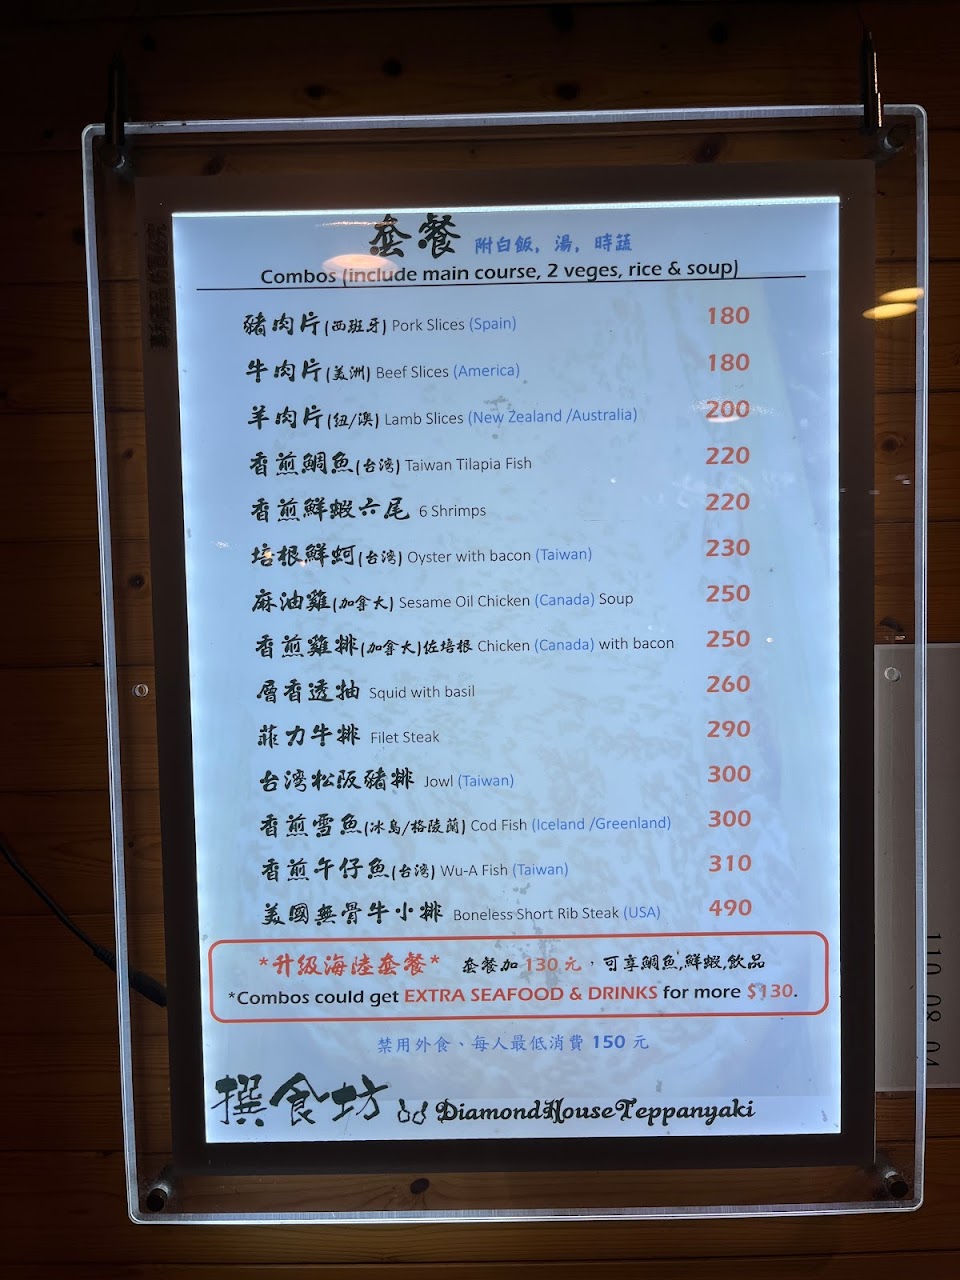 套餐 附白飯, 湯, 時蔬
Combos (include main course, 2 veges, rice & soup)
豬肉片(西班牙) Pork Slices (Spain) 180
牛肉片(美洲) Beef Slices (America) 180
羊肉片(紐/澳) Lamb Slices (New Zealand /Australia) 200
香煎鯛魚(台灣) Taiwan Tilapia Fish 220
香煎鮮蝦六尾 6 Shrimps 220
培根鮮蚵(台灣) Oyster with bacon (Taiwan) 230
麻油雞(加拿大) Sesame Oil Chicken (Canada) Soup 250
香煎雞排(加拿大)佐培根 Chicken (Canada) with bacon 250
層香透抽 Squid with basil 260
菲力牛排 Filet Steak 290
台灣松阪豬排 Jowl (Taiwan) 300
香煎雪魚(冰島/格陵蘭) Cod Fish (Iceland /Greenland) 300
香煎午仔魚(台灣) Wu-A Fish (Taiwan) 310
美國無骨牛小排 Boneless Short Rib Steak (USA) 490
*升級海陸套餐* 套餐加 130 元，可享鯛魚,鮮蝦,飲品
*Combos could get EXTRA SEAFOOD & DRINKS for more $130.
禁用外食、每人最低消費 150 元
撰食坊 DiamondHouseTeppanyaki
110 08 04